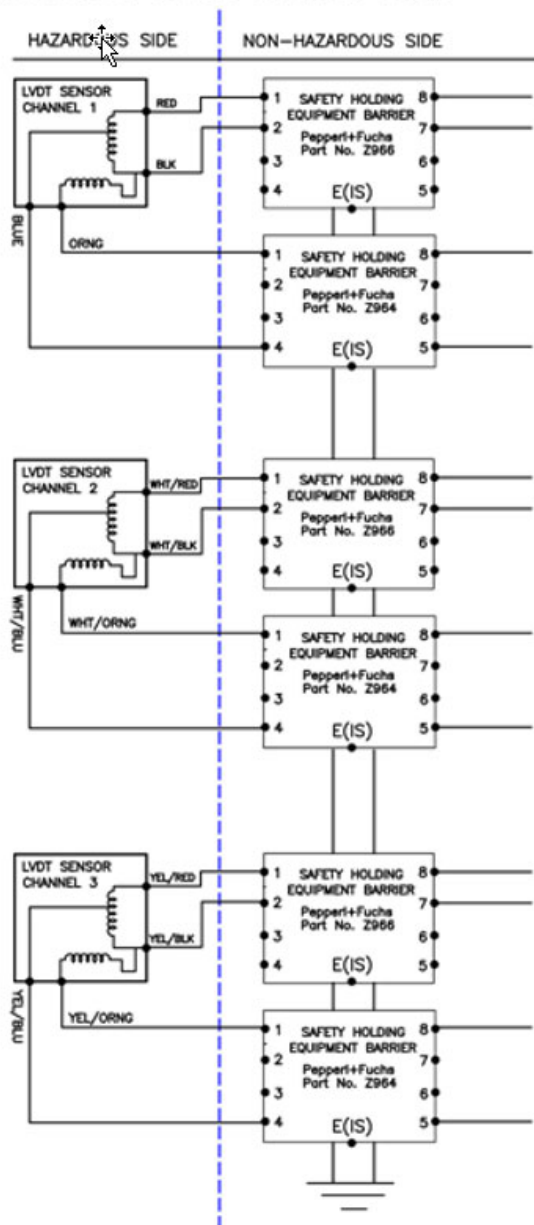 HAZARDOUS SIDE
NON-HAZARDOUS SIDE
LVDT SENSOR
CHANNEL 1
RED
BLK
BLUE
ORNG
1 SAFETY HOLDING 8
EQUIPMENT BARRIER
2 Pepperl+Fuchs 7
Part No. Z966
3 6
4 E(IS) 5
1 SAFETY HOLDING 8
EQUIPMENT BARRIER
2 Pepperl+Fuchs 7
Part No. Z964
3 6
4 E(IS) 5
LVDT SENSOR
CHANNEL 2
WHT/RED
WHT/BLK
WHT/BLU
WHT/ORNG
1 SAFETY HOLDING 8
EQUIPMENT BARRIER
2 Pepperl+Fuchs 7
Part No. Z966
3 6
4 E(IS) 5
1 SAFETY HOLDING 8
EQUIPMENT BARRIER
2 Pepperl+Fuchs 7
Part No. Z964
3 6
4 E(IS) 5
LVDT SENSOR
CHANNEL 3
YEL/RED
YEL/BLK
YEL/BLU
YEL/ORNG
1 SAFETY HOLDING 8
EQUIPMENT BARRIER
2 Pepperl+Fuchs 7
Part No. Z966
3 6
4 E(IS) 5
1 SAFETY HOLDING 8
EQUIPMENT BARRIER
2 Pepperl+Fuchs 7
Part No. Z964
3 6
4 E(IS) 5